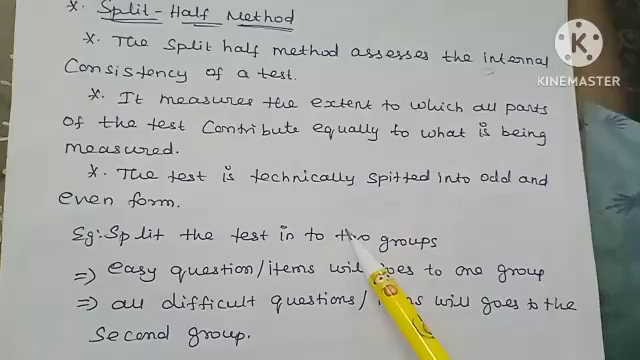 * Split-Half Method
* The Split half method assesses the internal
Consistency of a test.
* It measures the extent to which all parts
of the test Contribute equally to what is being
measured.
* The test is technically spitted into odd and
even form.
Eg: Split the test in to two groups
⇒ easy question/items will goes to one group
⇒ all difficult questions/ items will goes to the
Second group.
K
KINEMASTER